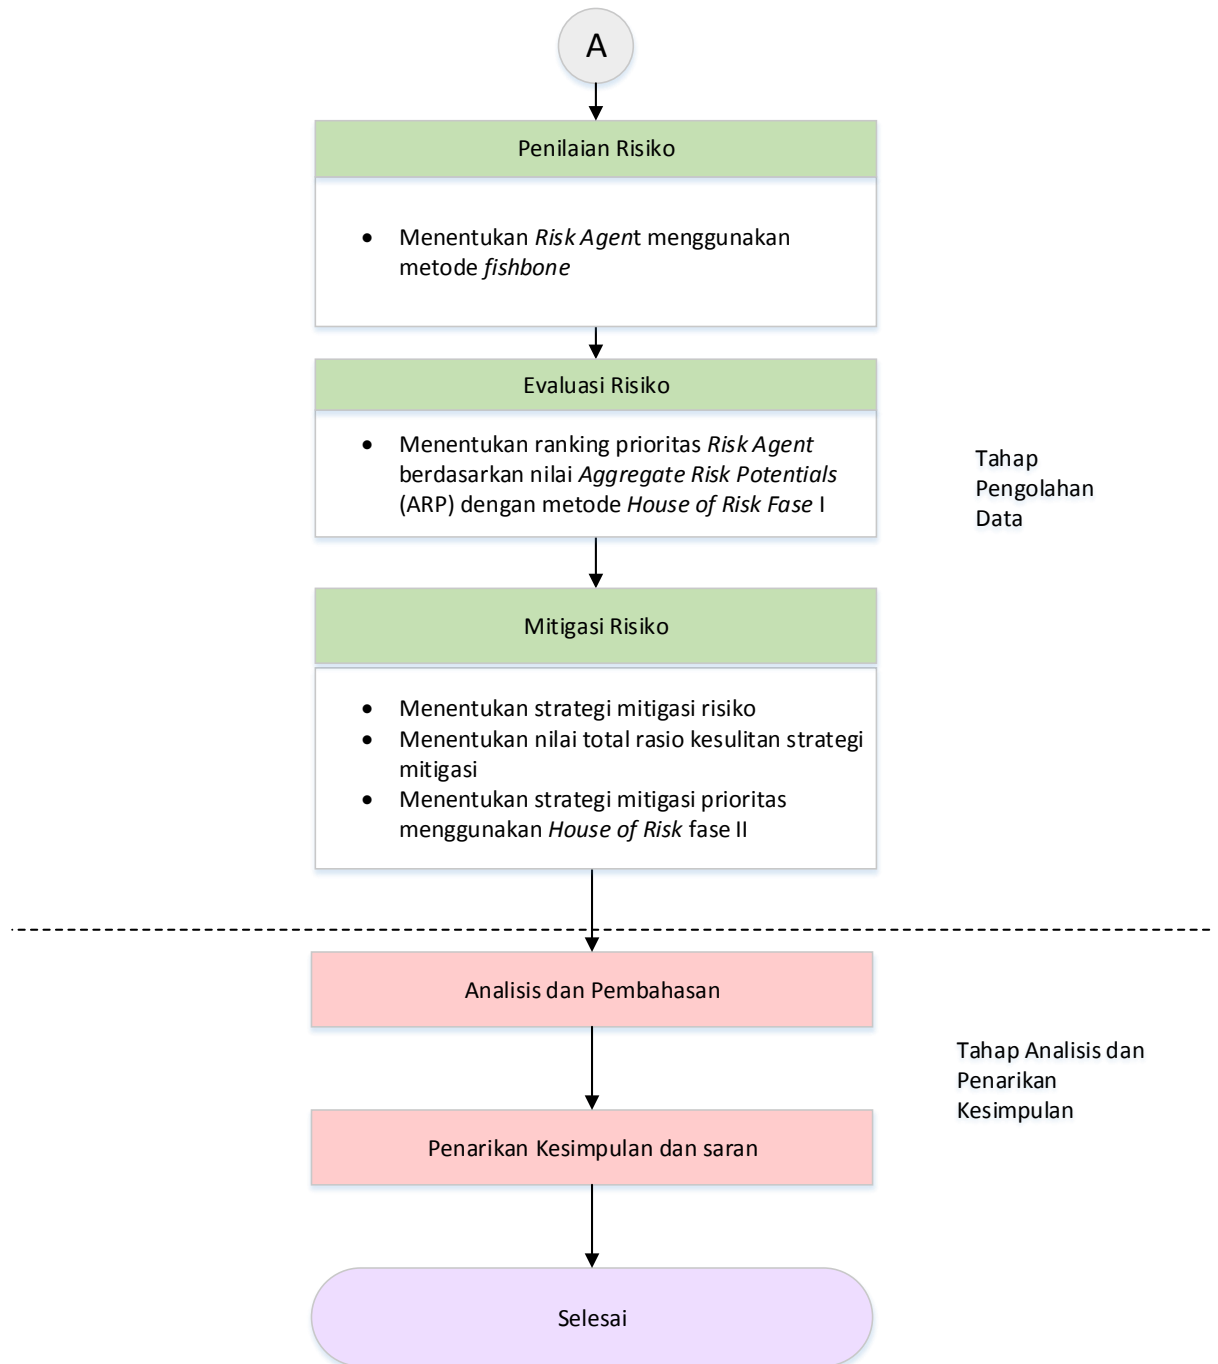 A
Penilaian Risiko
• Menentukan Risk Agent menggunakan
metode fishbone
Evaluasi Risiko
• Menentukan ranking prioritas Risk Agent
berdasarkan nilai Aggregate Risk Potentials
(ARP) dengan metode House of Risk Fase I
Tahap
Pengolahan
Data
Mitigasi Risiko
• Menentukan strategi mitigasi risiko
• Menentukan nilai total rasio kesulitan strategi
mitigasi
• Menentukan strategi mitigasi prioritas
menggunakan House of Risk fase II
Analisis dan Pembahasan
Tahap Analisis dan
Penarikan
Kesimpulan
Penarikan Kesimpulan dan saran
Selesai